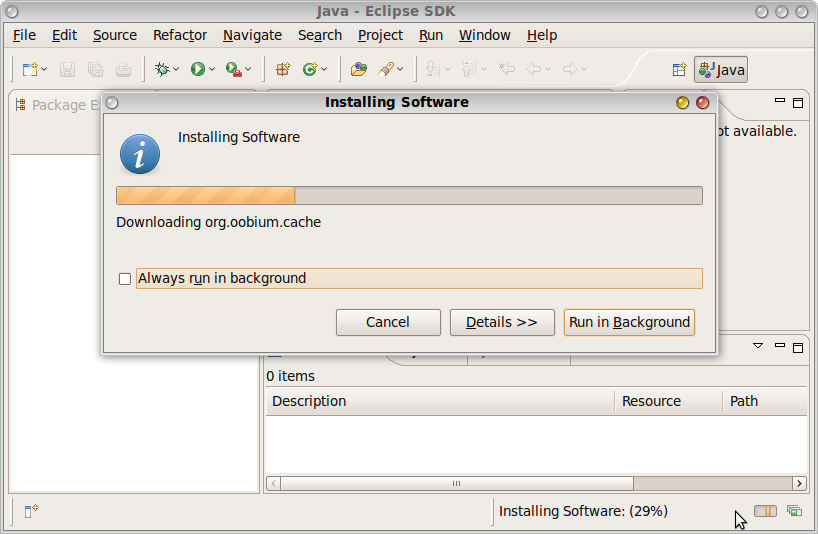 Java - Eclipse SDK
File Edit Source Refactor Navigate Search Project Run Window Help
Java
Package
Installing Software
available.
Installing Software
Downloading org.oobium.cache
Always run in background
Cancel Details >> Run in Background
0 items
Description Resource Path
Installing Software: (29%)